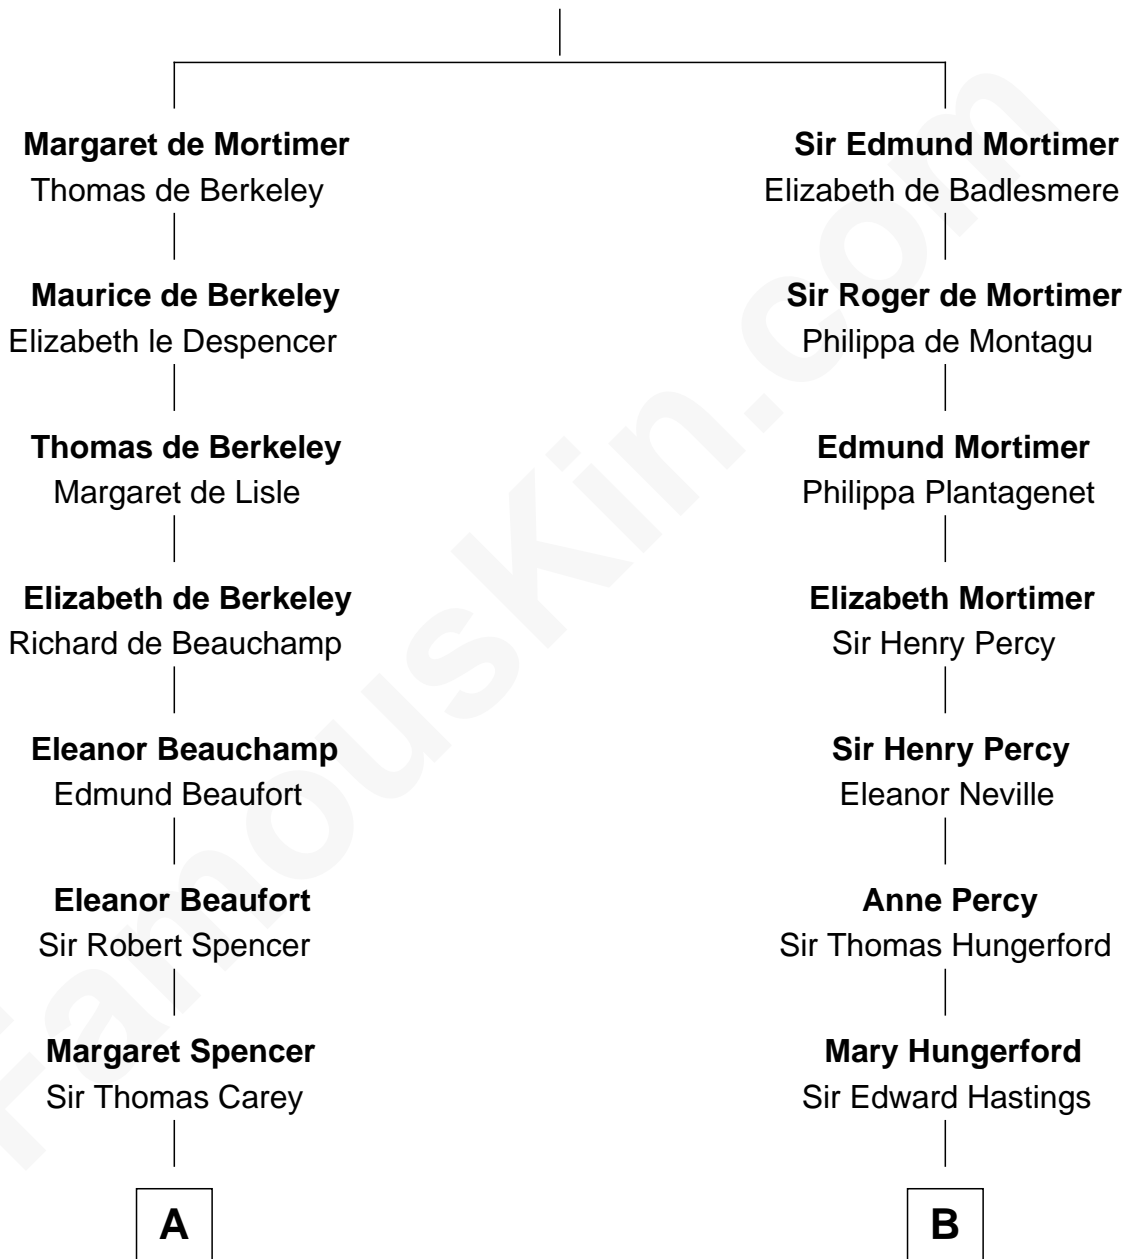 Margaret de Mortimer
Thomas de Berkeley
Maurice de Berkeley
Elizabeth le Despencer
Thomas de Berkeley
Margaret de Lisle
Elizabeth de Berkeley
Richard de Beauchamp
Eleanor Beauchamp
Edmund Beaufort
Eleanor Beaufort
Sir Robert Spencer
Margaret Spencer
Sir Thomas Carey
A
Sir Edmund Mortimer
Elizabeth de Badlesmere
Sir Roger de Mortimer
Philippa de Montagu
Edmund Mortimer
Philippa Plantagenet
Elizabeth Mortimer
Sir Henry Percy
Sir Henry Percy
Eleanor Neville
Anne Percy
Sir Thomas Hungerford
Mary Hungerford
Sir Edward Hastings
B
FamousKin.com